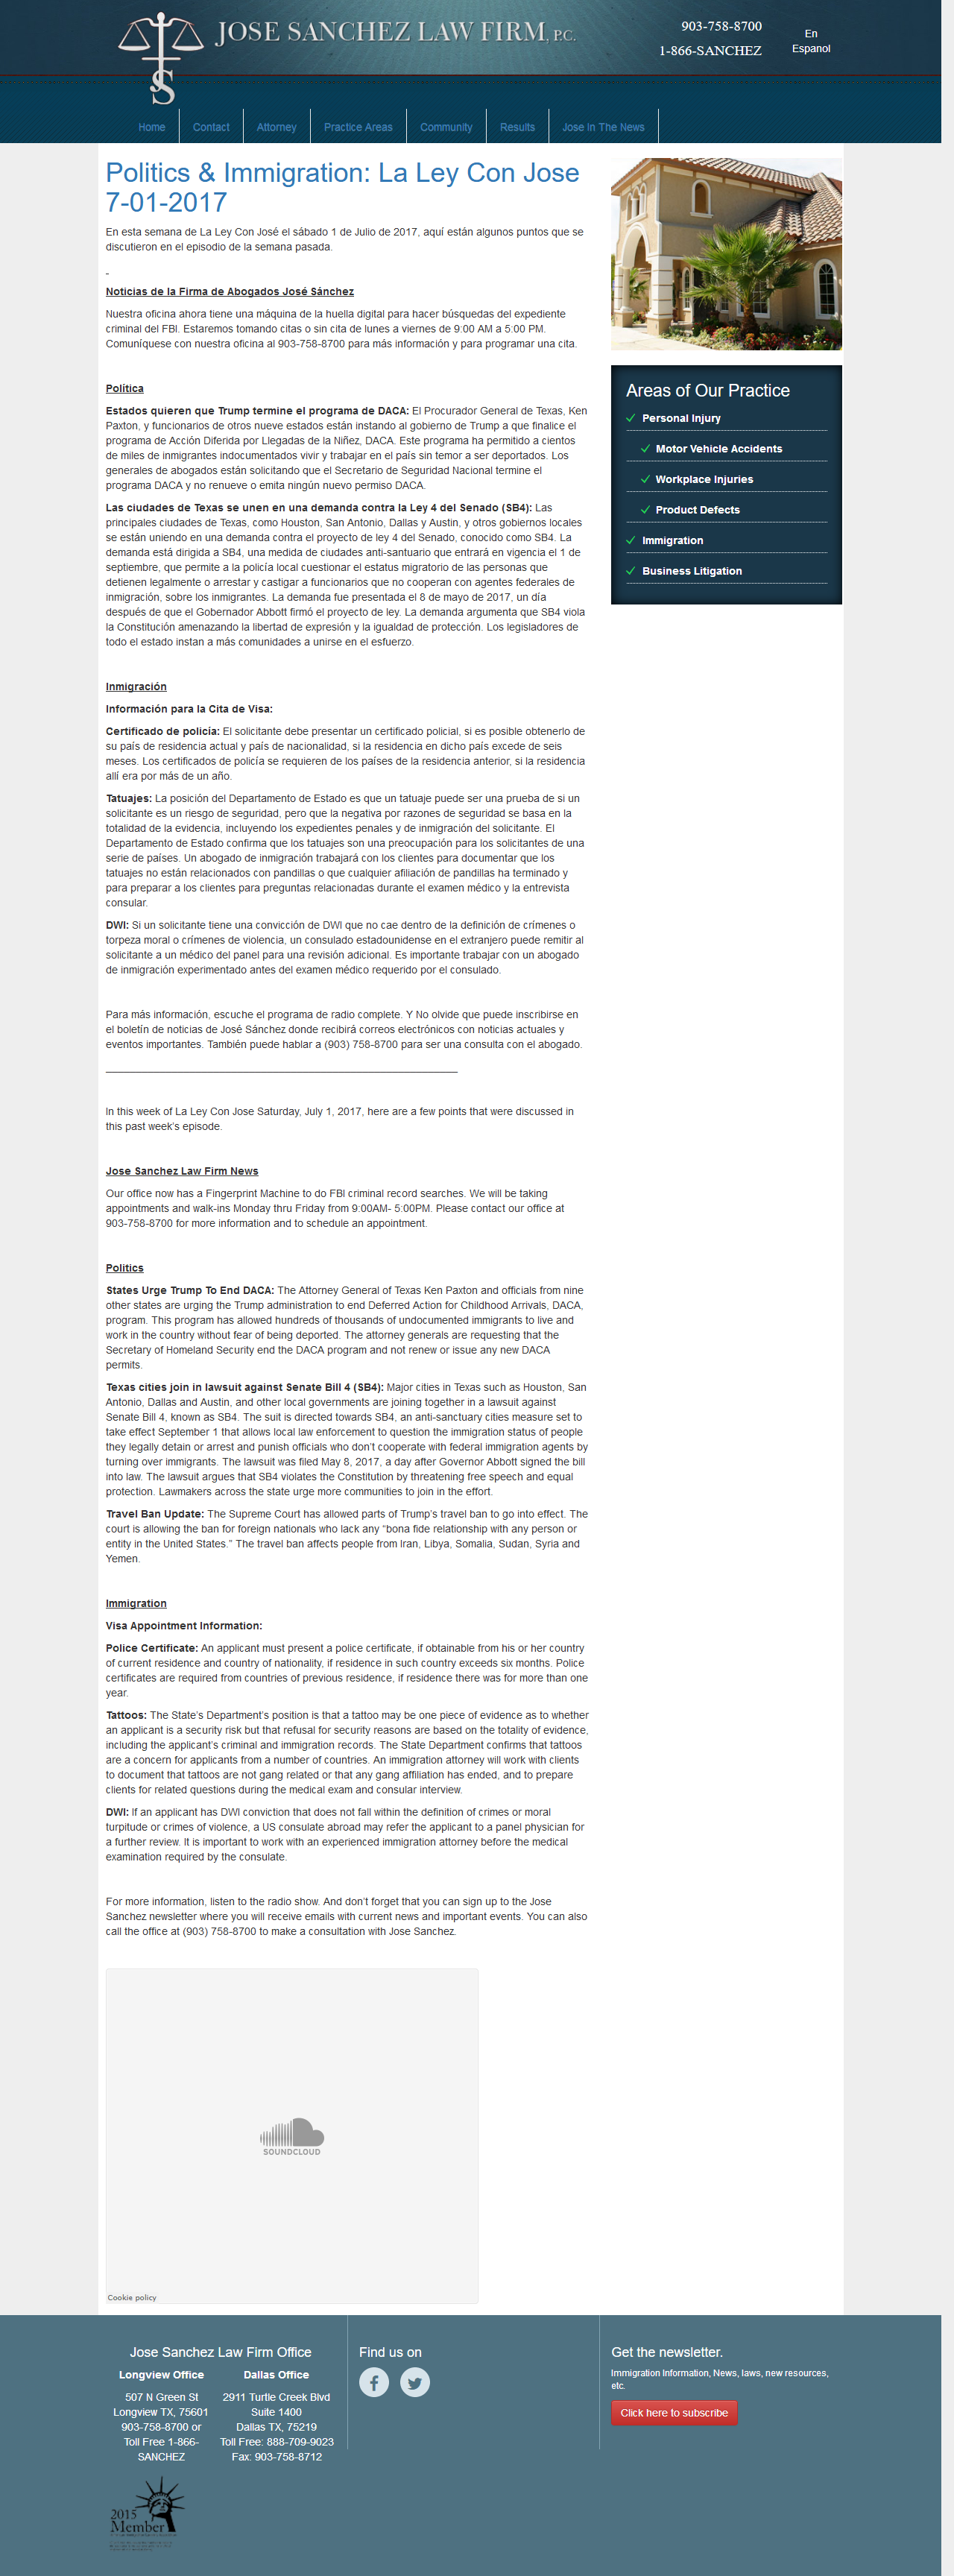 JOSE SANCHEZ LAW FIRM, P.C.
903-758-8700
1-866-SANCHEZ
En
Espanol
Home
Contact
Attorney
Practice Areas
Community
Results
Jose In The News
Politics & Immigration: La Ley Con Jose
7-01-2017
En esta semana de La Ley Con José el sábado 1 de Julio de 2017, aquí están algunos puntos que se
discutieron en el episodio de la semana pasada.
Noticias de la Firma de Abogados José Sánchez
Nuestra oficina ahora tiene una máquina de la huella digital para hacer búsquedas del expediente
criminal del FBI. Estaremos tomando citas o sin cita de lunes a viernes de 9:00 AM a 5:00 PM.
Comuníquese con nuestra oficina al 903-758-8700 para más información y para programar una cita.
Política
Estados quieren que Trump termine el programa de DACA: El Procurador General de Texas, Ken
Paxton, y funcionarios de otros nueve estados están instando al gobierno de Trump a que finalice el
programa de Acción Diferida por Llegadas de la Niñez, DACA. Este programa ha permitido a cientos
de miles de inmigrantes indocumentados vivir y trabajar en el país sin temor a ser deportados. Los
generales de abogados están solicitando que el Secretario de Seguridad Nacional termine el
programa DACA y no renueve o emita ningún nuevo permiso DACA.
Las ciudades de Texas se unen en una demanda contra la Ley 4 del Senado (SB4): Las
principales ciudades de Texas, como Houston, San Antonio, Dallas y Austin, y otros gobiernos locales
se están uniendo en una demanda contra el proyecto de ley 4 del Senado, conocido como SB4. La
demanda está dirigida a SB4, una medida de ciudades anti-santuario que entrará en vigencia el 1 de
septiembre, que permite a la policía local cuestionar el estatus migratorio de las personas que
detienen legalmente o arrestar y castigar a funcionarios que no cooperan con agentes federales de
inmigración, sobre los inmigrantes. La demanda fue presentada el 8 de mayo de 2017, un día
después de que el Gobernador Abbott firmó el proyecto de ley. La demanda argumenta que SB4 viola
la Constitución amenazando la libertad de expresión y la igualdad de protección. Los legisladores de
todo el estado instan a más comunidades a unirse en el esfuerzo.
Inmigración
Información para la Cita de Visa:
Certificado de policía: El solicitante debe presentar un certificado policial, si es posible obtenerlo de
su país de residencia actual y país de nacionalidad, si la residencia en dicho país excede de seis
meses. Los certificados de policía se requieren de los países de la residencia anterior, si la residencia
allí era por más de un año.
Tatuajes: La posición del Departamento de Estado es que un tatuaje puede ser una prueba de si un
solicitante es un riesgo de seguridad, pero que la negativa por razones de seguridad se basa en la
totalidad de la evidencia, incluyendo los expedientes penales y de inmigración del solicitante. El
Departamento de Estado confirma que los tatuajes son una preocupación para los solicitantes de una
serie de países. Un abogado de inmigración trabajará con los clientes para documentar que los
tatuajes no están relacionados con pandillas o que cualquier afiliación de pandillas ha terminado y
para preparar a los clientes para preguntas relacionadas durante el examen médico y la entrevista
consular.
DWI: Si un solicitante tiene una convicción de DWI que no cae dentro de la definición de crímenes o
torpeza moral o crímenes de violencia, un consulado estadounidense en el extranjero puede remitir al
solicitante a un médico del panel para una revisión adicional. Es importante trabajar con un abogado
de inmigración experimentado antes del examen médico requerido por el consulado.
Para más información, escuche el programa de radio complete. Y No olvide que puede inscribirse en
el boletín de noticias de José Sánchez donde recibirá correos electrónicos con noticias actuales y
eventos importantes. También puede hablar a (903) 758-8700 para ser una consulta con el abogado.
In this week of La Ley Con Jose Saturday, July 1, 2017, here are a few points that were discussed in
this past week's episode.
Jose Sanchez Law Firm News
Our office now has a Fingerprint Machine to do FBI criminal record searches. We will be taking
appointments and walk-ins Monday thru Friday from 9:00AM- 5:00PM. Please contact our office at
903-758-8700 for more information and to schedule an appointment.
Politics
States Urge Trump To End DACA: The Attorney General of Texas Ken Paxton and officials from nine
other states are urging the Trump administration to end Deferred Action for Childhood Arrivals, DACA,
program. This program has allowed hundreds of thousands of undocumented immigrants to live and
work in the country without fear of being deported. The attorney generals are requesting that the
Secretary of Homeland Security end the DACA program and not renew or issue any new DACA
permits.
Texas cities join in lawsuit against Senate Bill 4 (SB4): Major cities in Texas such as Houston, San
Antonio, Dallas and Austin, and other local governments are joining together in a lawsuit against
Senate Bill 4, known as SB4. The suit is directed towards SB4, an anti-sanctuary cities measure set to
take effect September 1 that allows local law enforcement to question the immigration status of people
they legally detain or arrest and punish officials who don't cooperate with federal immigration agents by
turning over immigrants. The lawsuit was filed May 8, 2017, a day after Governor Abbott signed the bill
into law. The lawsuit argues that SB4 violates the Constitution by threatening free speech and equal
protection. Lawmakers across the state urge more communities to join in the effort.
Travel Ban Update: The Supreme Court has allowed parts of Trump's travel ban to go into effect. The
court is allowing the ban for foreign nationals who lack any "bona fide relationship with any person or
entity in the United States." The travel ban affects people from Iran, Libya, Somalia, Sudan, Syria and
Yemen.
Immigration
Visa Appointment Information:
Police Certificate: An applicant must present a police certificate, if obtainable from his or her country
of current residence and country of nationality, if residence in such country exceeds six months. Police
certificates are required from countries of previous residence, if residence there was for more than one
year.
Tattoos: The State's Department's position is that a tattoo may be one piece of evidence as to whether
an applicant is a security risk but that refusal for security reasons are based on the totality of evidence,
including the applicant's criminal and immigration records. The State Department confirms that tattoos
are a concern for applicants from a number of countries. An immigration attorney will work with clients
to document that tattoos are not gang related or that any gang affiliation has ended, and to prepare
clients for related questions during the medical exam and consular interview.
DWI: If an applicant has DWI conviction that does not fall within the definition of crimes or moral
turpitude or crimes of violence, a US consulate abroad may refer the applicant to a panel physician for
a further review. It is important to work with an experienced immigration attorney before the medical
examination required by the consulate.
For more information, listen to the radio show. And don't forget that you can sign up to the Jose
Sanchez newsletter where you will receive emails with current news and important events. You can also
call the office at (903) 758-8700 to make a consultation with Jose Sanchez.
SOUNDCLOUD
Cookie policy
Areas of Our Practice
Personal Injury
Motor Vehicle Accidents
Workplace Injuries
Product Defects
Immigration
Business Litigation
Jose Sanchez Law Firm Office
Longview Office
507 N Green St
Longview TX, 75601
903-758-8700 or
Toll Free 1-866-
SANCHEZ
Dallas Office
2911 Turtle Creek Blvd
Suite 1400
Dallas TX, 75219
Toll Free: 888-709-9023
Fax: 903-758-8712
2015
Member
Find us on
Get the newsletter.
Immigration Information, News, laws, new resources,
etc.
Click here to subscribe